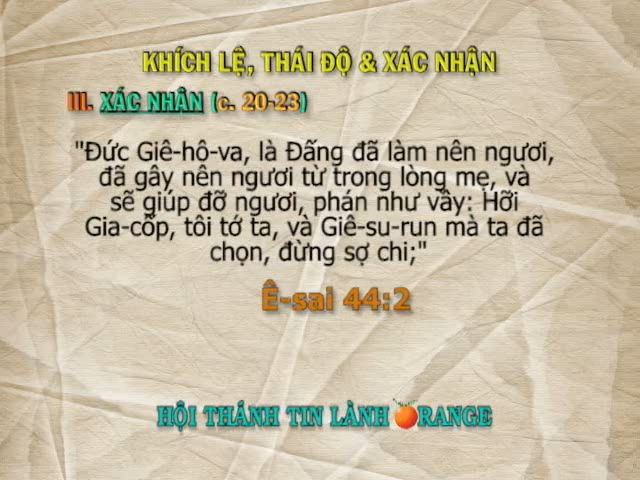 KHÍCH LỆ, THÁI ĐỘ & XÁC NHẬN
III. XÁC NHẬN (c. 20-23)
"Đức Giê-hô-va, là Đấng đã làm nên ngươi,
đã gây nên ngươi từ trong lòng mẹ, và
sẽ giúp đỡ ngươi, phán như vầy: Hỡi
Gia-cốp, tôi tớ ta, và Giê-su-run mà ta đã
chọn, đừng sợ chi;"
Ê-sai 44:2
HỘI THÁNH TIN LÀNH ORANGE